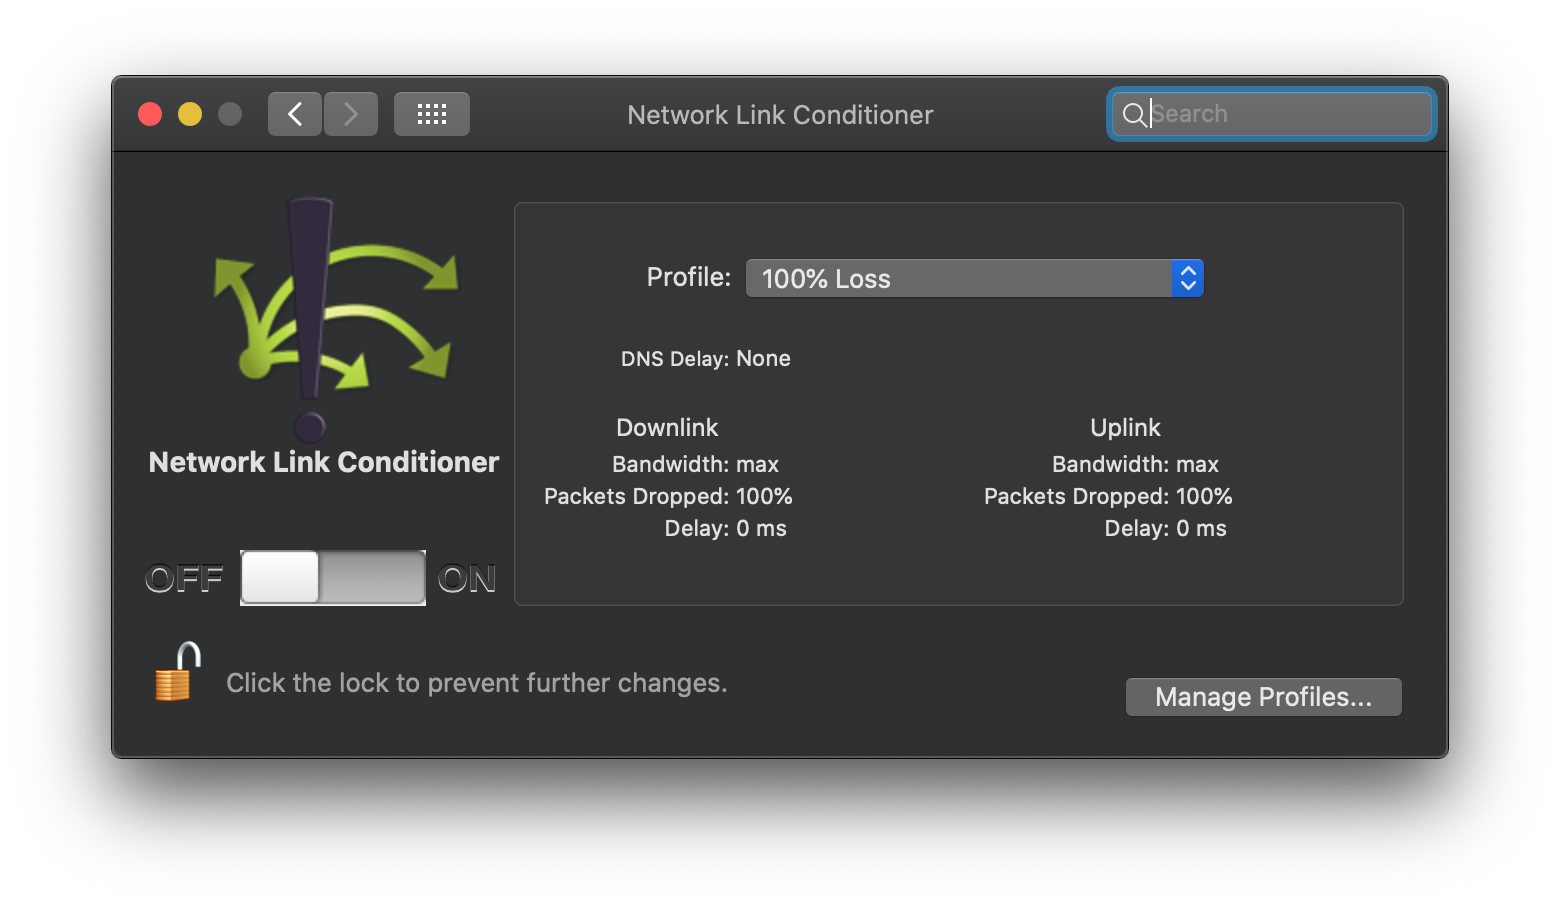 Network Link Conditioner
Search
Profile: 100% Loss
DNS Delay: None
Downlink
Bandwidth: max
Packets Dropped: 100%
Delay: 0 ms
Uplink
Bandwidth: max
Packets Dropped: 100%
Delay: 0 ms
Network Link Conditioner
OFF ON
Click the lock to prevent further changes.
Manage Profiles...